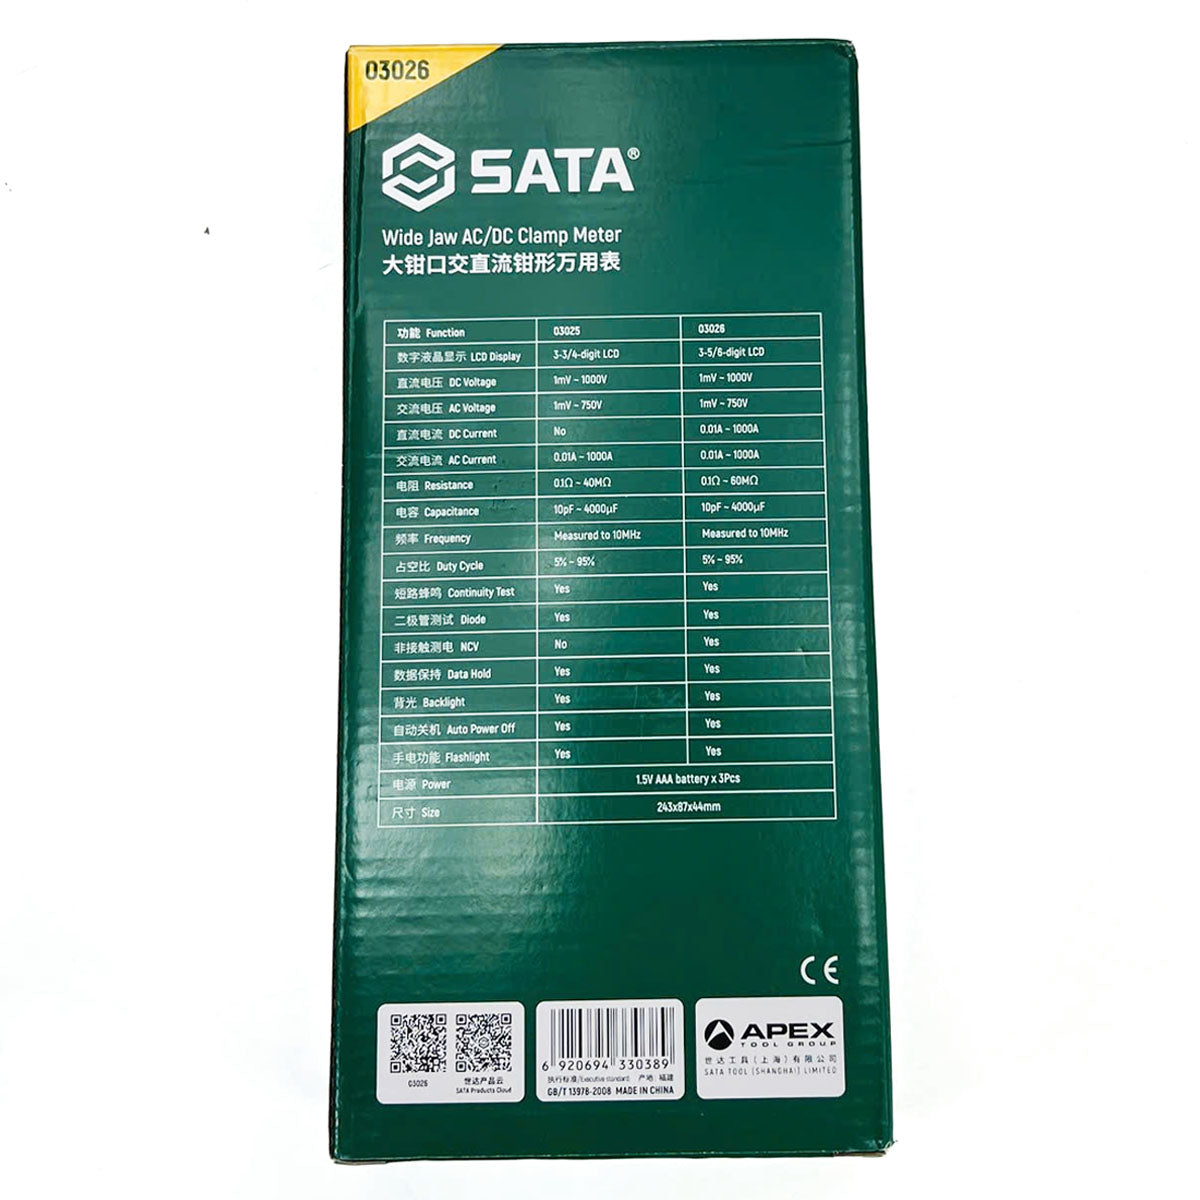 03026
SATA®
Wide Jaw AC/DC Clamp Meter
大钳口交直流钳形万用表
功能 Function 03025 03026
数字液晶显示 LCD Display 3-3/4-digit LCD 3-5/6-digit LCD
直流电压 DC Voltage 1mV ~ 1000V 1mV ~ 1000V
交流电压 AC Voltage 1mV ~ 750V 1mV ~ 750V
直流电流 DC Current No 0.01A ~ 1000A
交流电流 AC Current 0.01A ~ 1000A 0.01A ~ 1000A
电阻 Resistance 0.1Ω ~ 40MΩ 0.1Ω ~ 60MΩ
电容 Capacitance 10pF ~ 4000μF 10pF ~ 4000μF
频率 Frequency Measured to 10MHz Measured to 10MHz
占空比 Duty Cycle 5% ~ 95% 5% ~ 95%
短路蜂鸣 Continuity Test Yes Yes
二极管测试 Diode Yes Yes
非接触测电 NCV No Yes
数据保持 Data Hold Yes Yes
背光 Backlight Yes Yes
自动关机 Auto Power Off Yes Yes
手电功能 Flashlight Yes Yes
电源 Power 1.5V AAA battery x 3Pcs
尺寸 Size 243x87x44mm
CE
03026
世达产品云
SATA Products Cloud
6 920694 330389
执行标准/Executive standard 产地：福建
GB/T 13978-2008 MADE IN CHINA
APEX
TOOL GROUP
世达工具（上海）有限公司
SATA TOOL (SHANGHAI) LIMITED